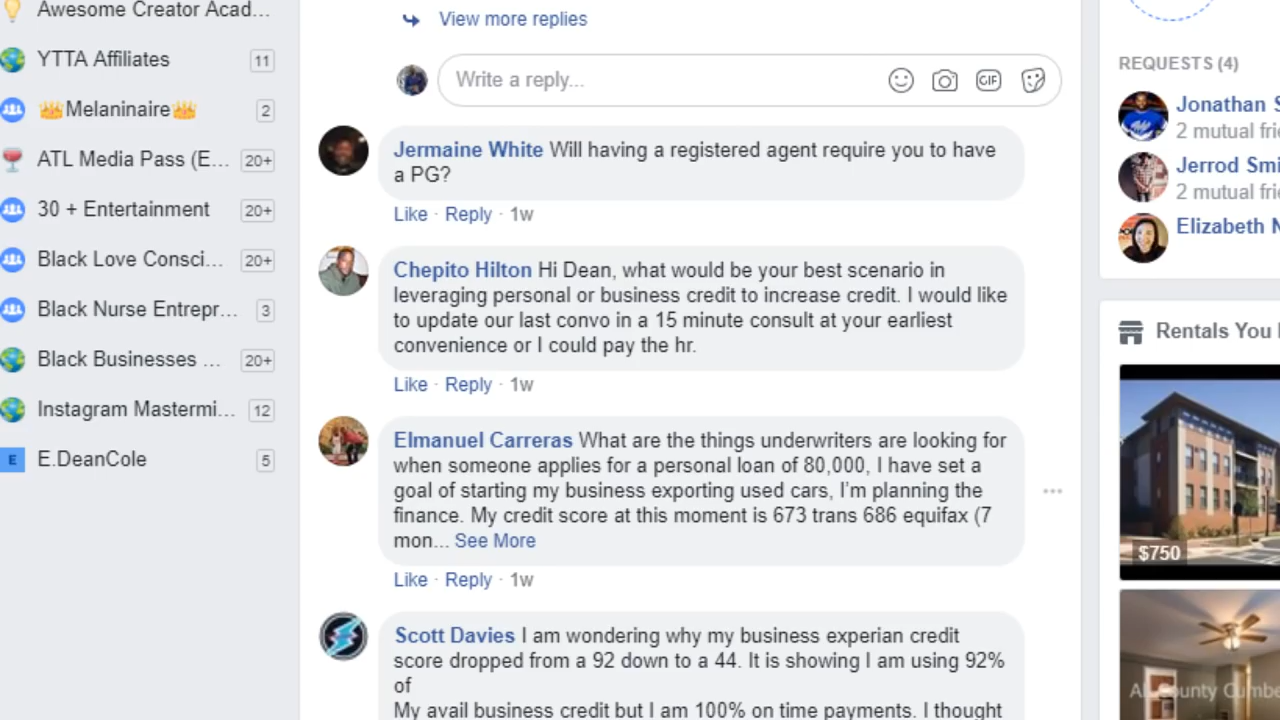 Awesome Creator Acad...
YTTA Affiliates 11
👑Melaninaire👑 2
ATL Media Pass (E... 20+
30 + Entertainment 20+
Black Love Consci... 20+
Black Nurse Entrepr... 3
Black Businesses ... 20+
Instagram Mastermi... 12
E E.DeanCole 5
View more replies
Write a reply... GIF
Jermaine White Will having a registered agent require you to have
a PG?
Like · Reply · 1w
Chepito Hilton Hi Dean, what would be your best scenario in
leveraging personal or business credit to increase credit. I would like
to update our last convo in a 15 minute consult at your earliest
convenience or I could pay the hr.
Like · Reply · 1w
Elmanuel Carreras What are the things underwriters are looking for
when someone applies for a personal loan of 80,000, I have set a
goal of starting my business exporting used cars, I'm planning the
finance. My credit score at this moment is 673 trans 686 equifax (7
mon... See More
Like · Reply · 1w
Scott Davies I am wondering why my business experian credit
score dropped from a 92 down to a 44. It is showing I am using 92%
of
My avail business credit but I am 100% on time payments. I thought
REQUESTS (4)
Jonathan S
2 mutual frie
Jerrod Smi
2 mutual frie
Elizabeth N
Rentals You
$750
All County Cumbe